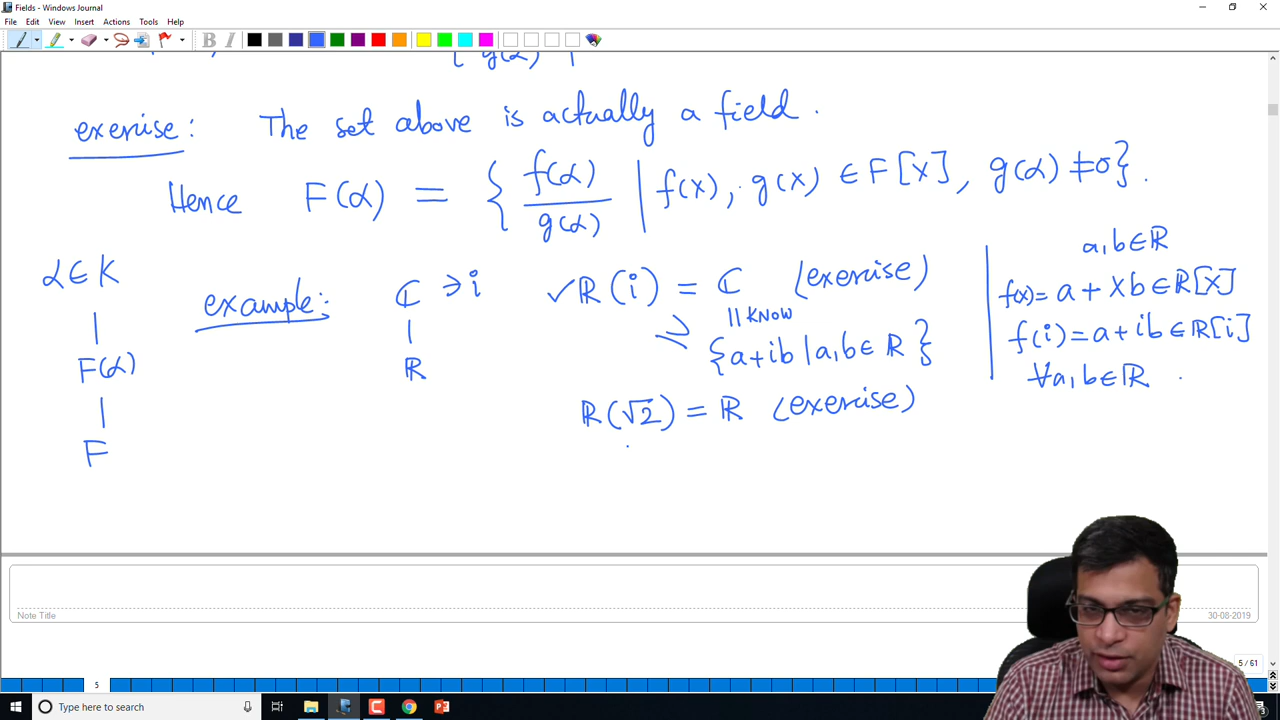 Fields - Windows Journal
File Edit View Insert Actions Tools Help
B I
g(α)
exercise: The set above is actually a field.
Hence F(α) = { f(α)/g(α) | f(X), g(X) ∈ F[X], g(α) ≠ 0 }.
α ∈ K
|
F(α)
|
F
example: ℂ ∋ i
|
ℝ
✓ ℝ(i) = ℂ (exercise)
|| KNOW
{a+ib | a,b ∈ ℝ}
ℝ(√2) = ℝ (exercise)
a,b ∈ ℝ
f(x) = a + Xb ∈ ℝ[X]
f(i) = a+ib ∈ ℝ[i]
∀a,b ∈ ℝ
Note Title
30-08-2019
5 / 61
5
Type here to search